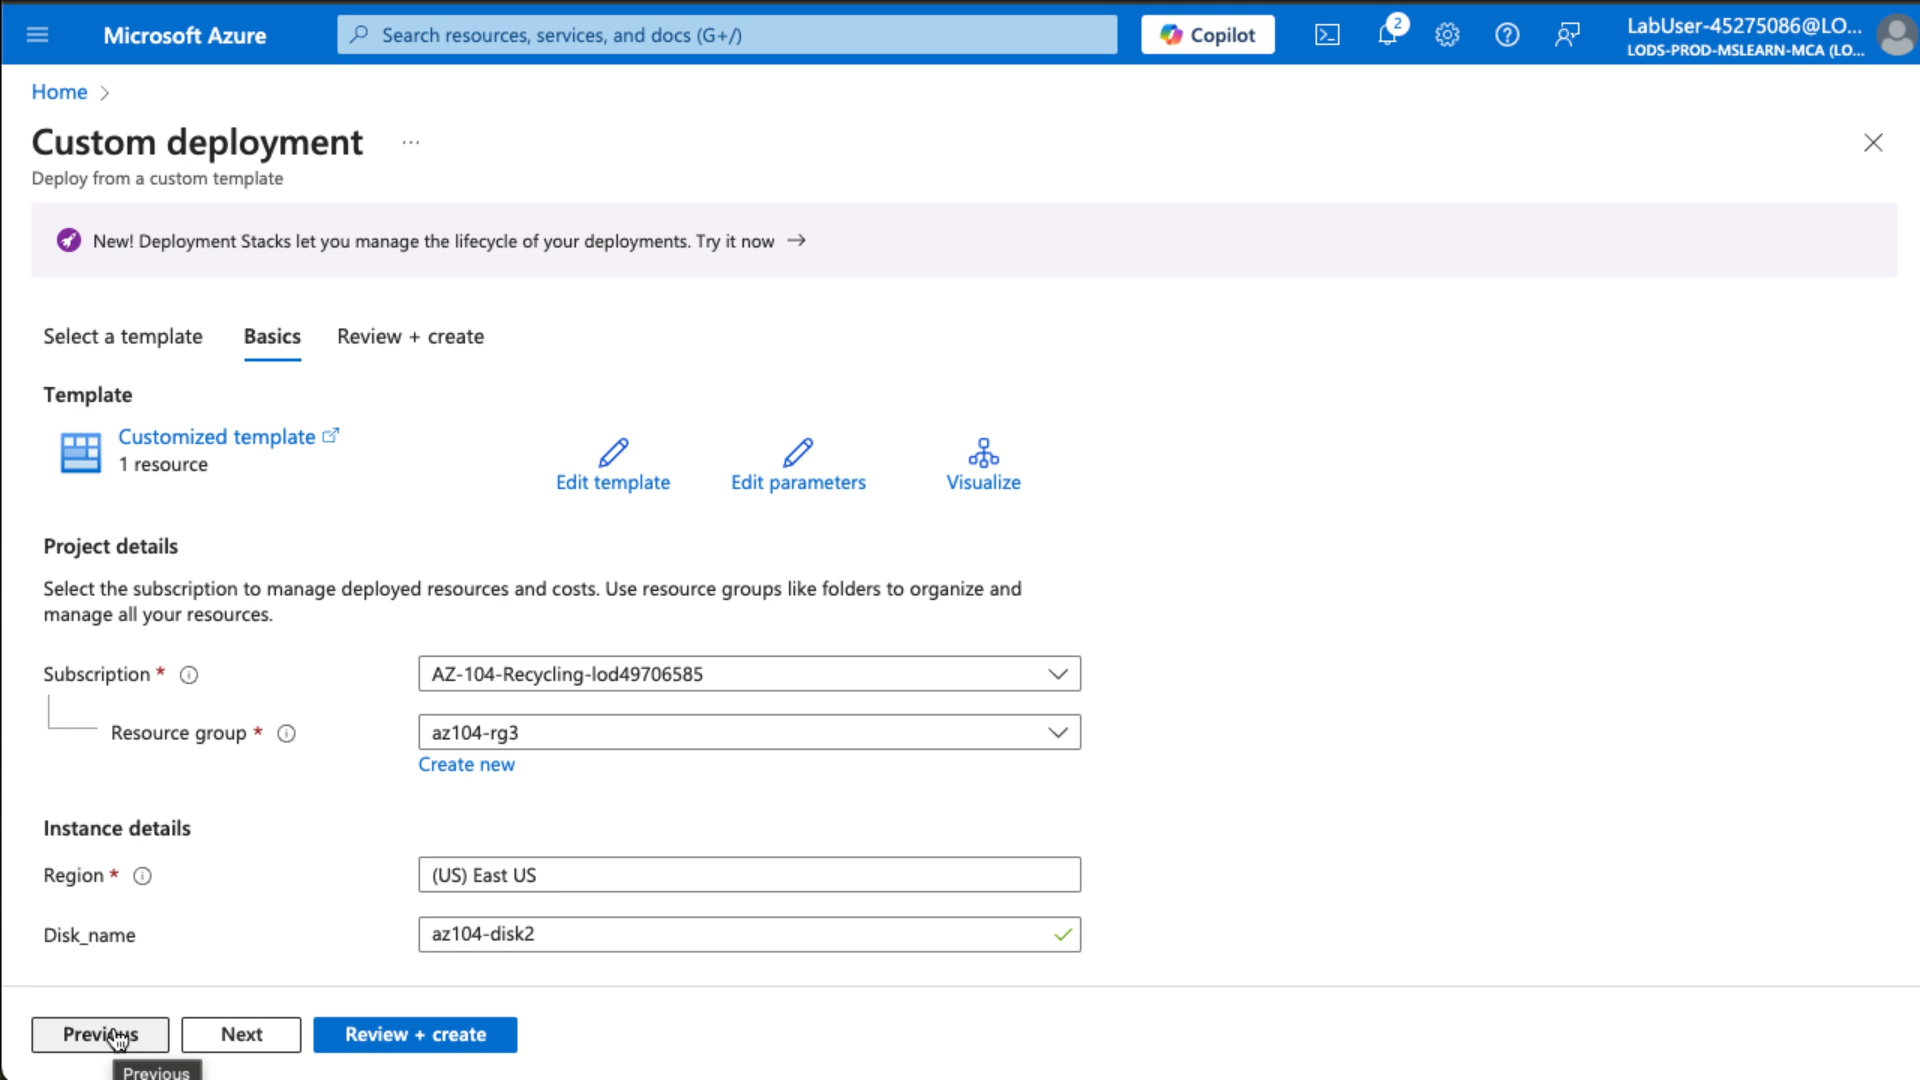 Microsoft Azure
Search resources, services, and docs (G+/)
Copilot
2
LabUser-45275086@LO...
LODS-PROD-MSLEARN-MCA (LO...
Home
Custom deployment
...
Deploy from a custom template
New! Deployment Stacks let you manage the lifecycle of your deployments. Try it now →
Select a template
Basics
Review + create
Template
Customized template
1 resource
Edit template
Edit parameters
Visualize
Project details
Select the subscription to manage deployed resources and costs. Use resource groups like folders to organize and
manage all your resources.
Subscription *
AZ-104-Recycling-lod49706585
Resource group *
az104-rg3
Create new
Instance details
Region *
(US) East US
Disk_name
az104-disk2
Previous
Next
Review + create
Previous